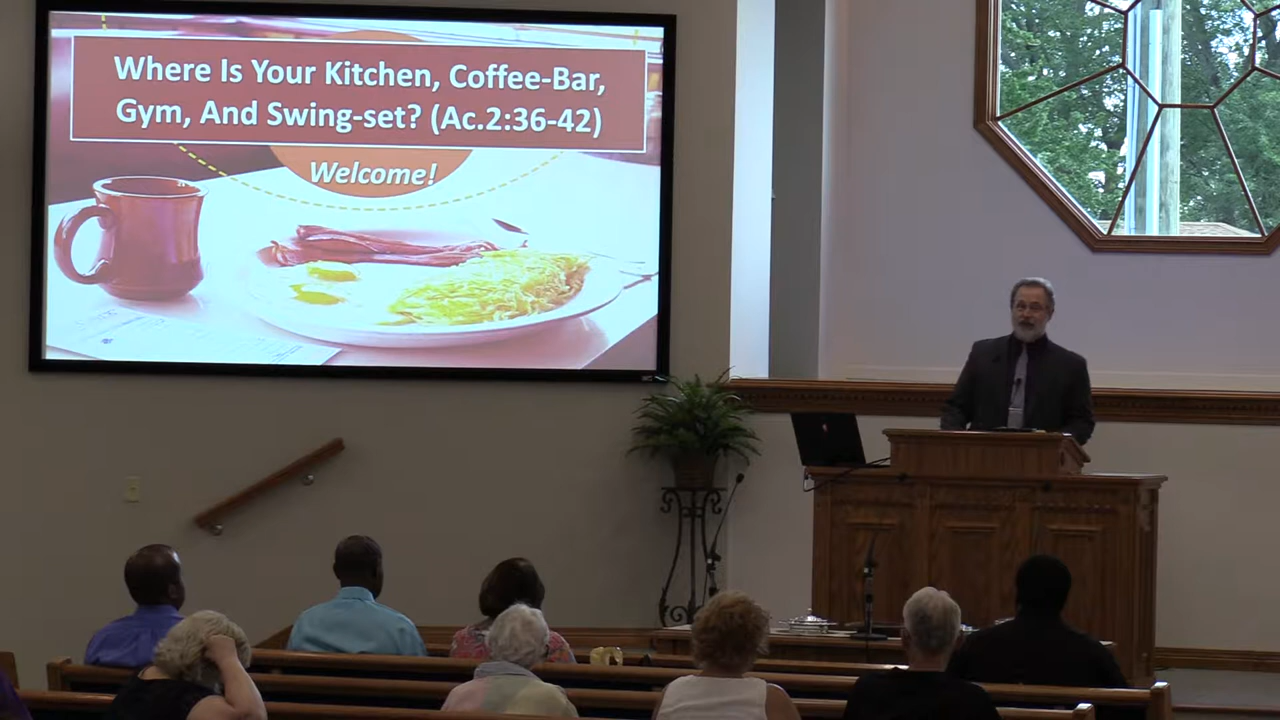 Where Is Your Kitchen, Coffee-Bar,
Gym, And Swing-set? (Ac.2:36-42)
Welcome!